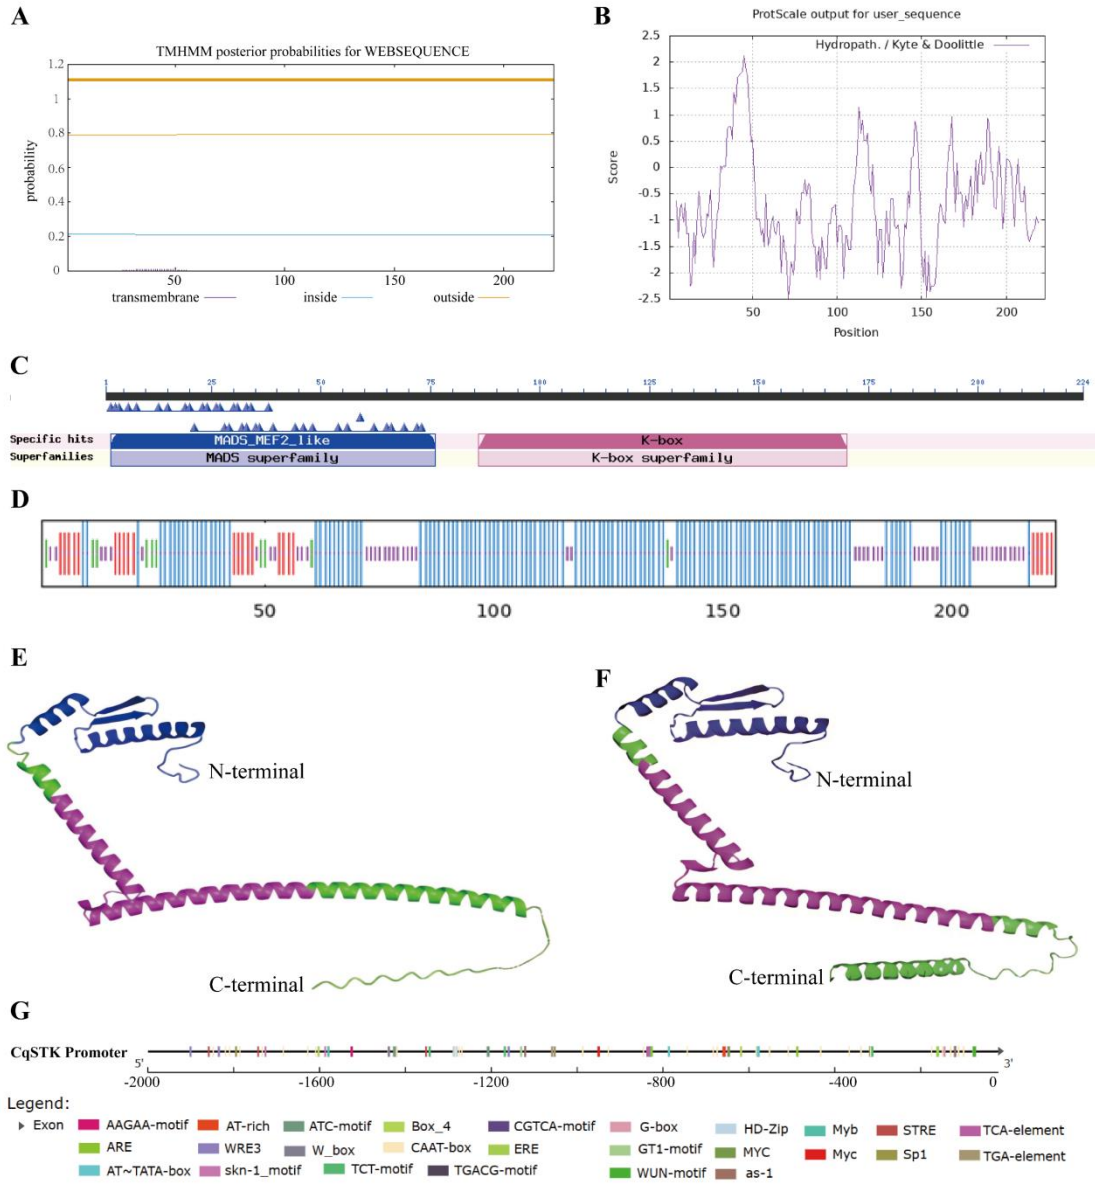 A
TMHMM posterior probabilities for WEBSEQUENCE
1.2
1
0.8
0.6
0.4
0.2
0
probability
50
100
150
200
transmembrane
inside
outside
B
ProtScale output for user_sequence
Hydropath. / Kyte & Doolittle
2.5
2
1.5
1
0.5
0
-0.5
-1
-1.5
-2
-2.5
Score
50
100
150
200
Position
C
1
25
50
75
100
125
150
175
200
224
Specific hits
MADS_MEF2_like
K-box
Superfamilies
MADS superfamily
K-box superfamily
D
50
100
150
200
E
N-terminal
C-terminal
F
N-terminal
C-terminal
G
CqSTK Promoter
5'
3'
-2000
-1600
-1200
-800
-400
0
Legend:
Exon
AAGAA-motif
AT-rich
ATC-motif
Box_4
CGTCA-motif
G-box
HD-Zip
Myb
STRE
TCA-element
ARE
WRE3
W_box
CAAT-box
ERE
GT1-motif
MYC
Myc
Sp1
TGA-element
AT~TATA-box
skn-1_motif
TCT-motif
TGACG-motif
WUN-motif
as-1